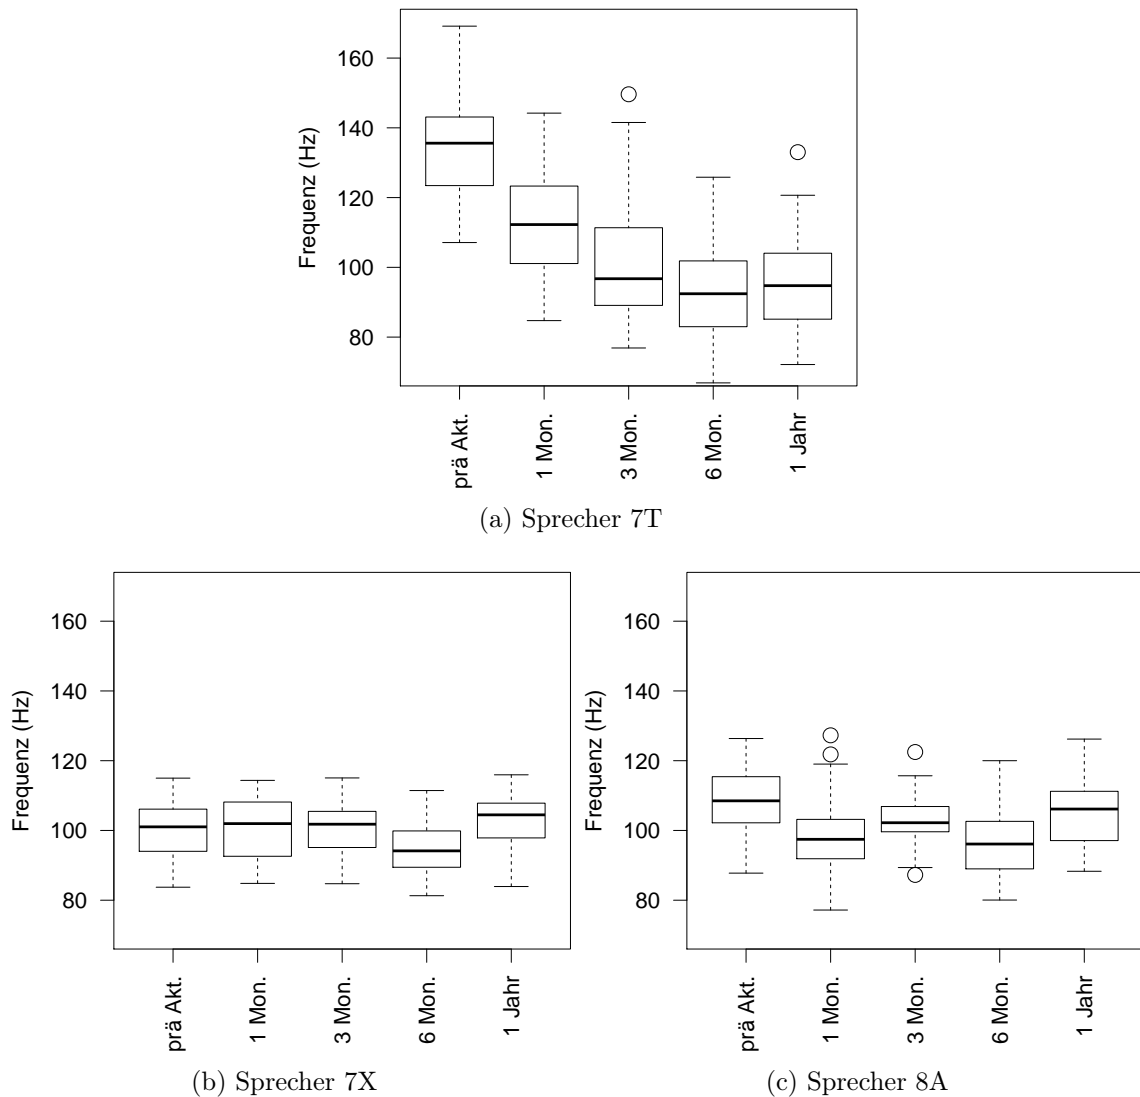 160
140
120
100
80
Frequenz (Hz)
prä Akt.
1 Mon.
3 Mon.
6 Mon.
1 Jahr
(a) Sprecher 7T
160
140
120
100
80
Frequenz (Hz)
prä Akt.
1 Mon.
3 Mon.
6 Mon.
1 Jahr
(b) Sprecher 7X
160
140
120
100
80
Frequenz (Hz)
prä Akt.
1 Mon.
3 Mon.
6 Mon.
1 Jahr
(c) Sprecher 8A